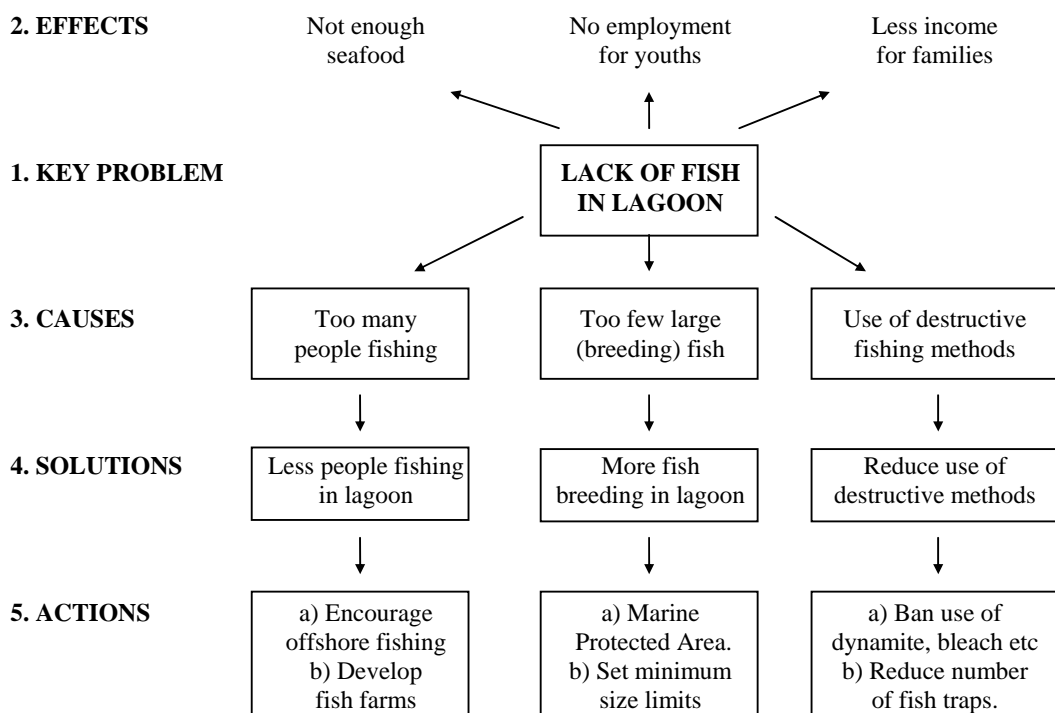 2. EFFECTS
Not enough
seafood
No employment
for youths
Less income
for families
1. KEY PROBLEM
LACK OF FISH
IN LAGOON
3. CAUSES
Too many
people fishing
Too few large
(breeding) fish
Use of destructive
fishing methods
4. SOLUTIONS
Less people fishing
in lagoon
More fish
breeding in lagoon
Reduce use of
destructive methods
5. ACTIONS
a) Encourage
offshore fishing
b) Develop
fish farms
a) Marine
Protected Area.
b) Set minimum
size limits
a) Ban use of
dynamite, bleach etc
b) Reduce number
of fish traps.